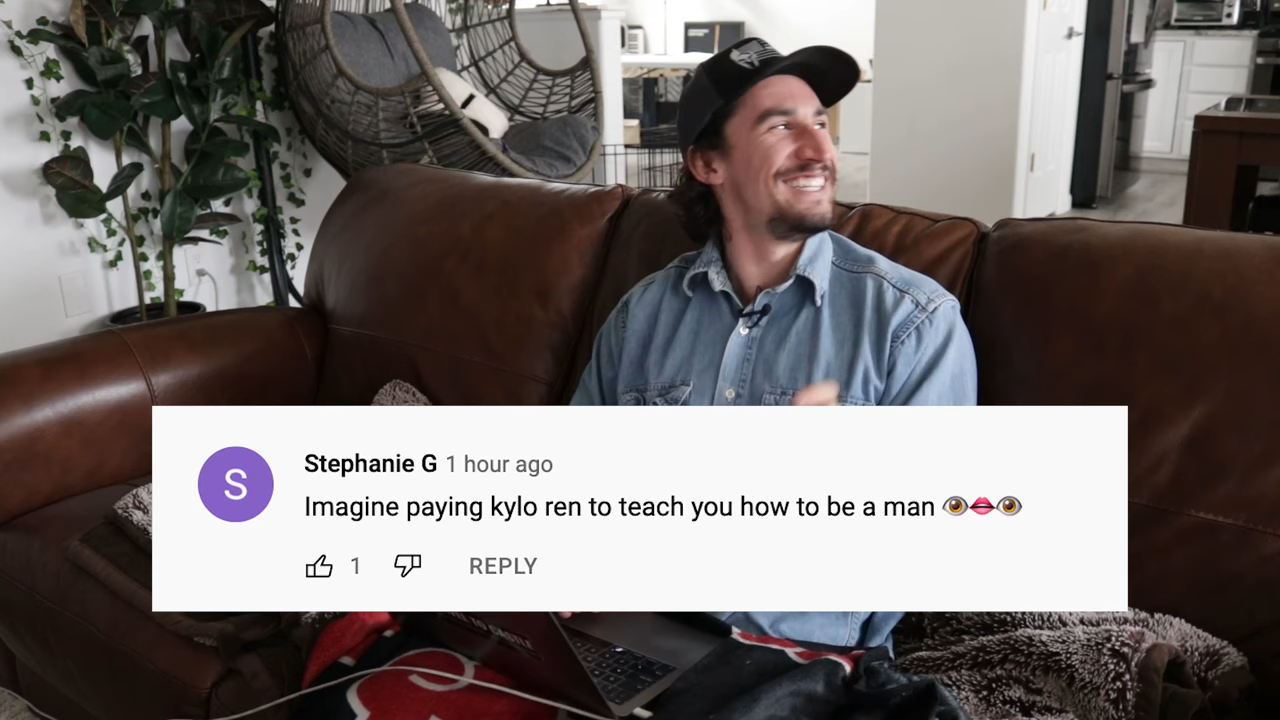 Stephanie G 1 hour ago
Imagine paying kylo ren to teach you how to be a man 👁️👄👁️
1
REPLY
S